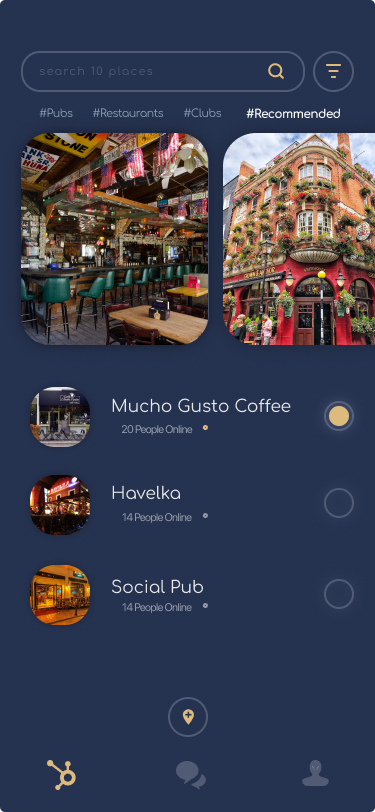 search 10 places
#Pubs #Restaurants #Clubs #Recommended
STONE
Mucho Gusto Coffee
20 People Online
Havelka
14 People Online
Social Pub
14 People Online